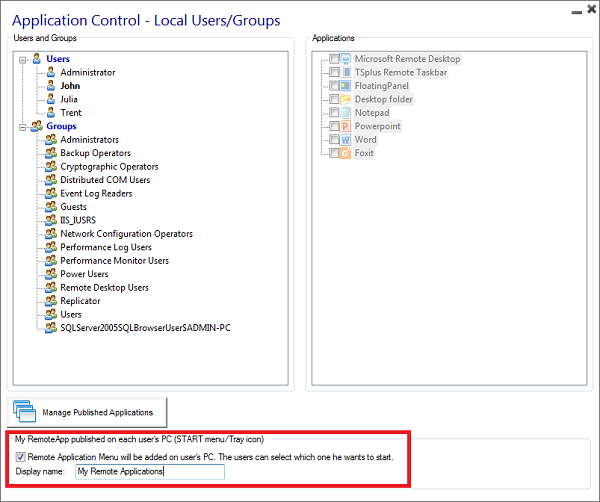 Application Control - Local Users/Groups
Users and Groups
Users
Administrator
John
Julia
Trent
Groups
Administrators
Backup Operators
Cryptographic Operators
Distributed COM Users
Event Log Readers
Guests
IIS_IUSRS
Network Configuration Operators
Performance Log Users
Performance Monitor Users
Power Users
Remote Desktop Users
Replicator
Users
SQLServer2005SQLBrowserUser$ADMIN-PC
Applications
Microsoft Remote Desktop
TSplus Remote Taskbar
FloatingPanel
Desktop folder
Notepad
Powerpoint
Word
Foxit
Manage Published Applications
My RemoteApp published on each user's PC (START menu/Tray icon)
Remote Application Menu will be added on user's PC. The users can select which one he wants to start.
Display name: My Remote Applications